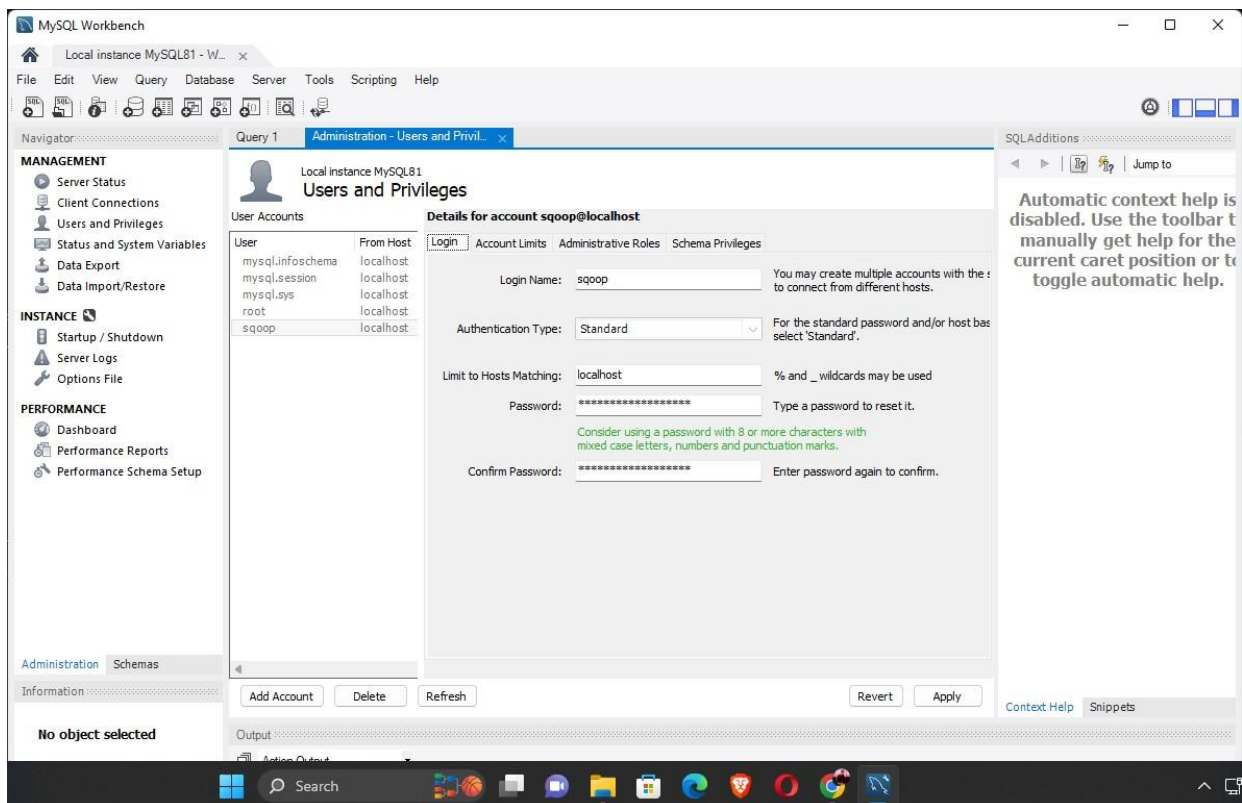 MySQL Workbench
Local instance MySQL81 - W...
File Edit View Query Database Server Tools Scripting Help
Navigator
MANAGEMENT
Server Status
Client Connections
Users and Privileges
Status and System Variables
Data Export
Data Import/Restore
INSTANCE
Startup / Shutdown
Server Logs
Options File
PERFORMANCE
Dashboard
Performance Reports
Performance Schema Setup
Administration Schemas
Information
No object selected
Query 1 Administration - Users and Privil...
Local instance MySQL81
Users and Privileges
User Accounts
User From Host
mysql.infoschema localhost
mysql.session localhost
mysql.sys localhost
root localhost
sqoop localhost
Details for account sqoop@localhost
Login Account Limits Administrative Roles Schema Privileges
Login Name: sqoop You may create multiple accounts with the s
to connect from different hosts.
Authentication Type: Standard For the standard password and/or host bas
select 'Standard'.
Limit to Hosts Matching: localhost % and _ wildcards may be used
Password: ****************** Type a password to reset it.
Consider using a password with 8 or more characters with
mixed case letters, numbers and punctuation marks.
Confirm Password: ****************** Enter password again to confirm.
Add Account Delete Refresh Revert Apply
Output
Action Output
SQLAdditions
Jump to
Automatic context help is
disabled. Use the toolbar t
manually get help for the
current caret position or to
toggle automatic help.
Context Help Snippets
Search